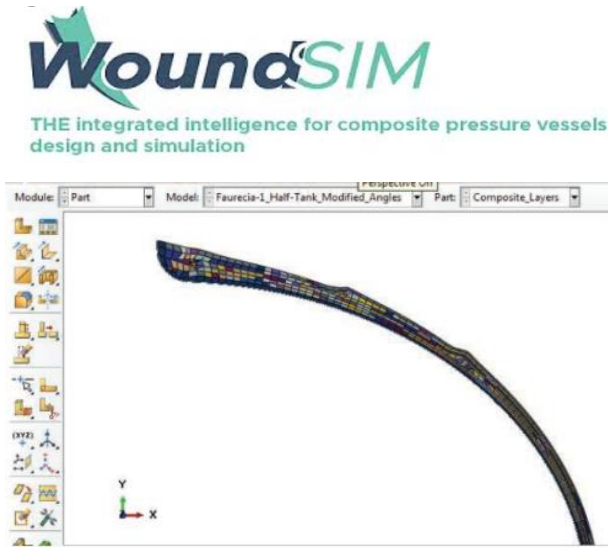 WoundSIM
THE integrated intelligence for composite pressure vessels
design and simulation
Perspective Off
Module: Part Model: Faurecia-1_Half-Tank_Modified_Angles Part: Composite_Layers
(XYZ)
Y
X